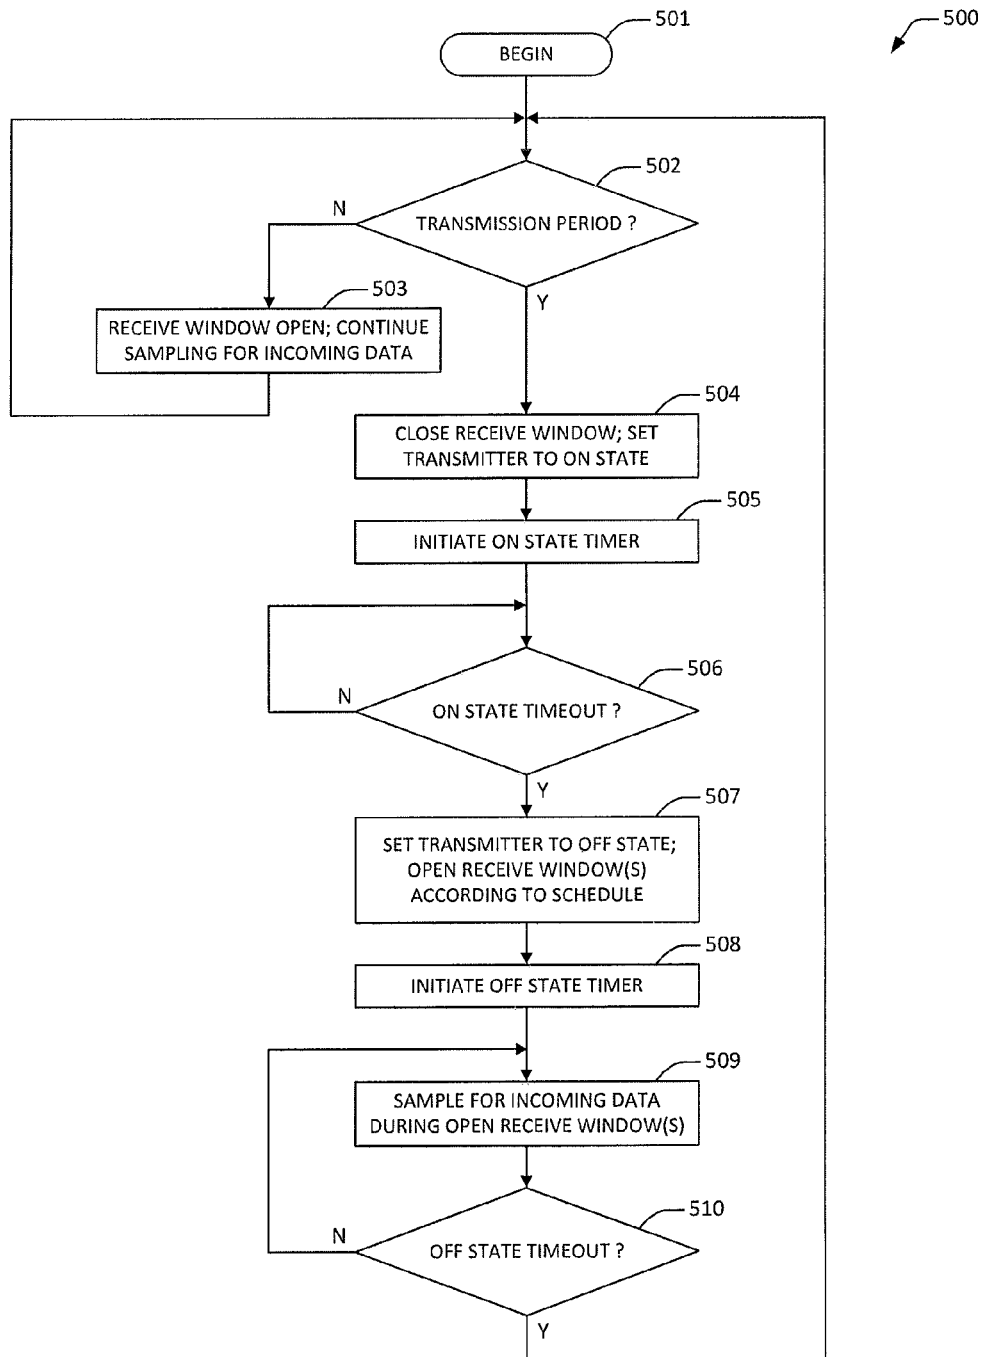 501
500
BEGIN
502
N
TRANSMISSION PERIOD ?
503
Y
RECEIVE WINDOW OPEN; CONTINUE
SAMPLING FOR INCOMING DATA
504
CLOSE RECEIVE WINDOW; SET
TRANSMITTER TO ON STATE
505
INITIATE ON STATE TIMER
506
N
ON STATE TIMEOUT ?
Y
507
SET TRANSMITTER TO OFF STATE;
OPEN RECEIVE WINDOW(S)
ACCORDING TO SCHEDULE
508
INITIATE OFF STATE TIMER
509
SAMPLE FOR INCOMING DATA
DURING OPEN RECEIVE WINDOW(S)
510
N
OFF STATE TIMEOUT ?
Y